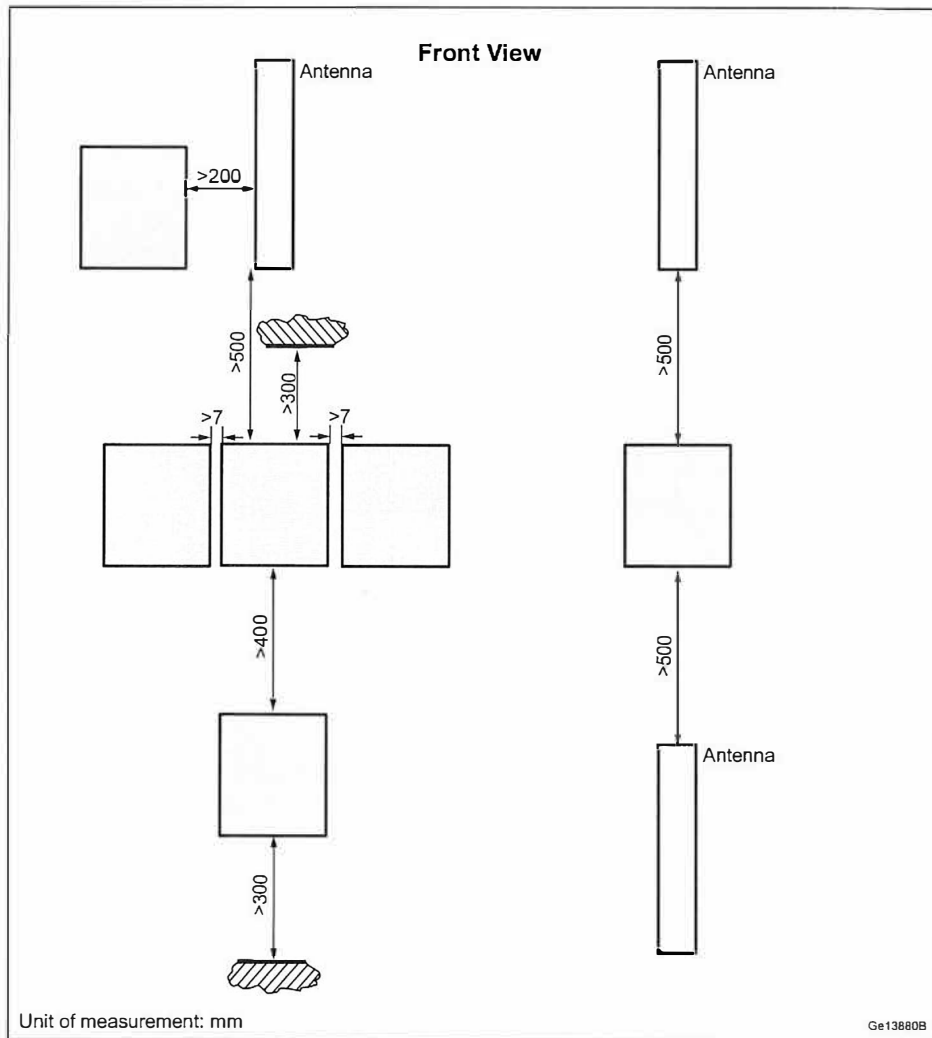 Front View
Antenna
Antenna
>200
>500
>300
>500
>7
>7
>400
>500
Antenna
>300
Unit of measurement: mm
Ge13880B